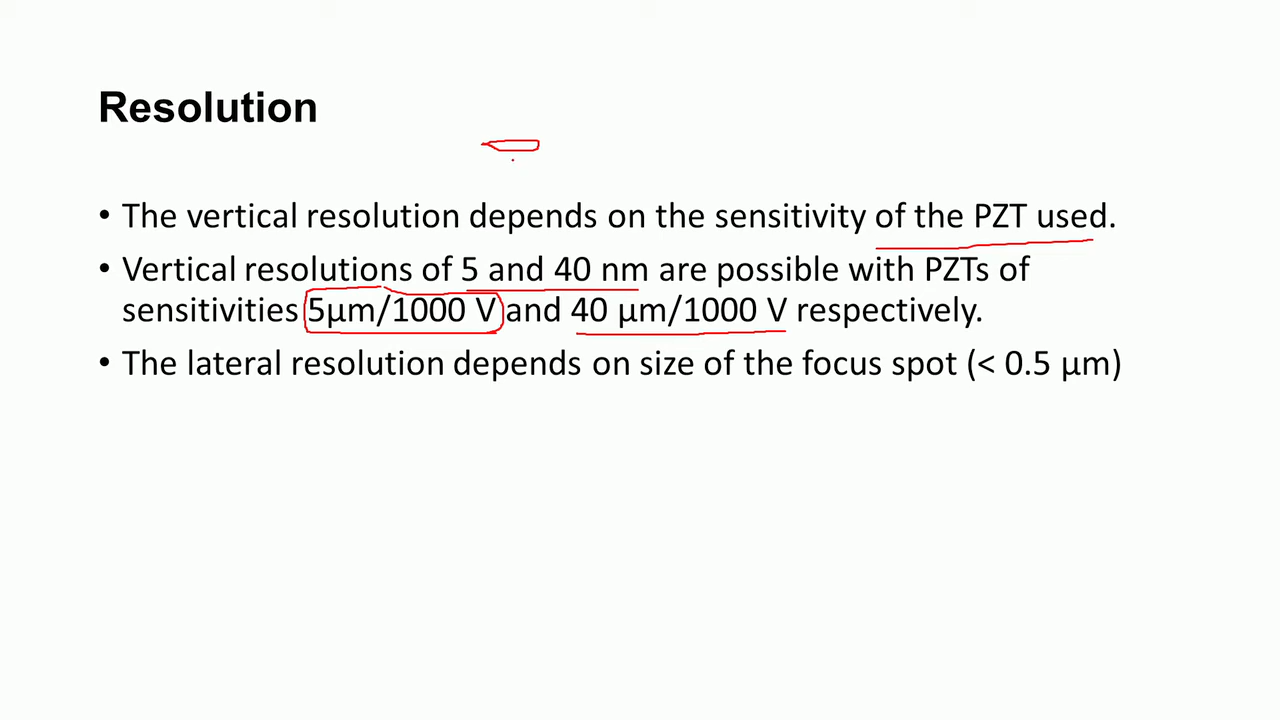 Resolution
• The vertical resolution depends on the sensitivity of the PZT used.
• Vertical resolutions of 5 and 40 nm are possible with PZTs of
sensitivities 5μm/1000 V and 40 μm/1000 V respectively.
• The lateral resolution depends on size of the focus spot (< 0.5 μm)